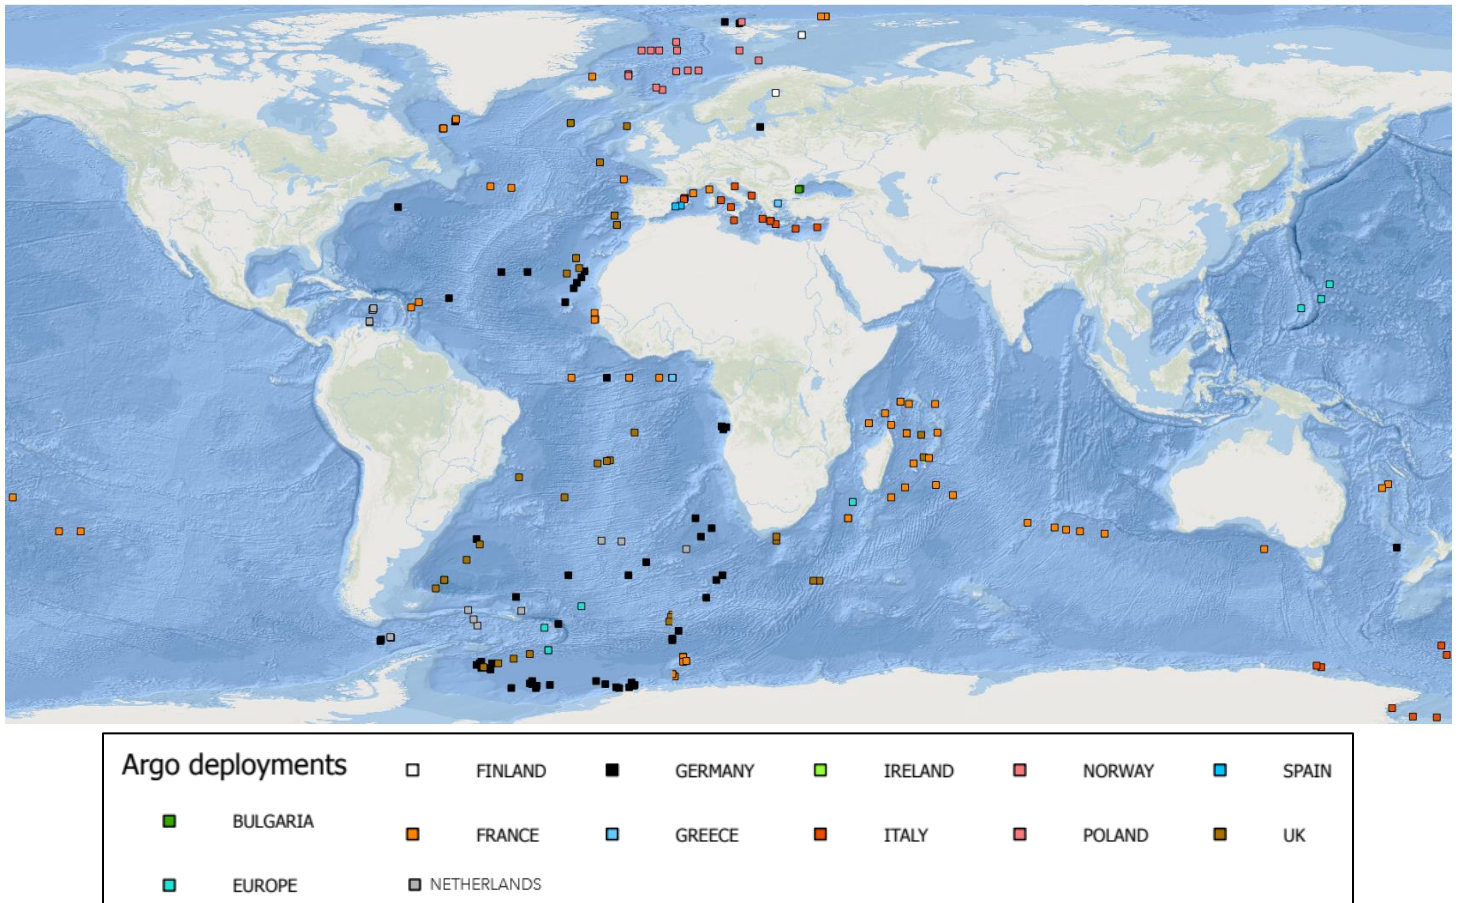 Argo deployments
FINLAND GERMANY IRELAND NORWAY SPAIN
BULGARIA
FRANCE GREECE ITALY POLAND UK
EUROPE NETHERLANDS